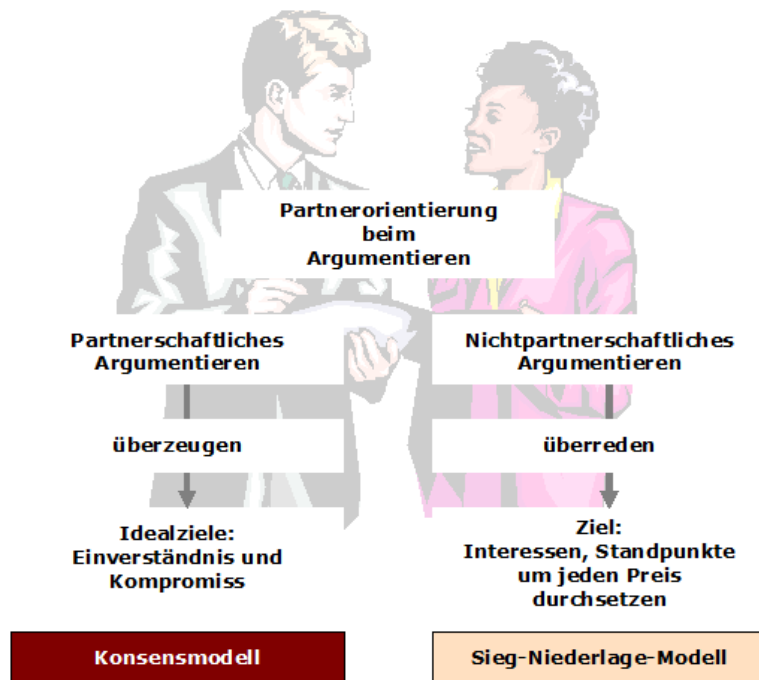 Partnerorientierung
beim
Argumentieren
Partnerschaftliches
Argumentieren
überzeugen
Idealziele:
Einverständnis und
Kompromiss
Konsensmodell
Nichtpartnerschaftliches
Argumentieren
überreden
Ziel:
Interessen, Standpunkte
um jeden Preis
durchsetzen
Sieg-Niederlage-Modell